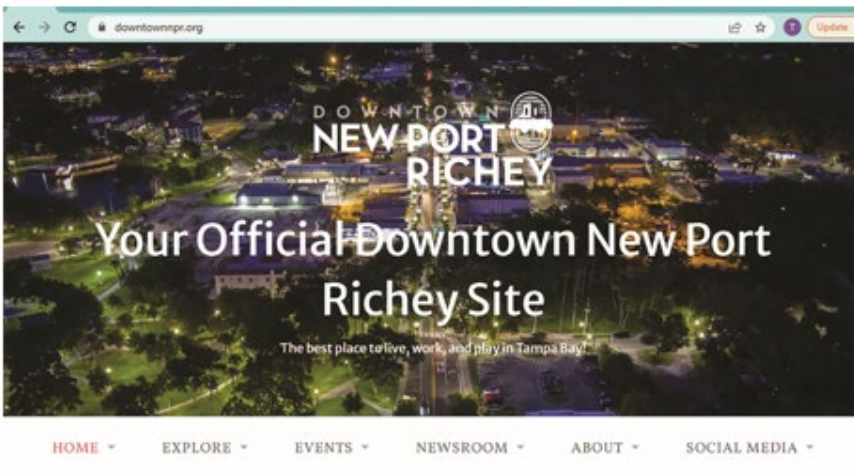 downtownnpr.org
T
Update
DOWNTOWN
NEW PORT
RICHEY
Your Official Downtown New Port
Richey Site
The best place to live, work, and play in Tampa Bay!
HOME EXPLORE EVENTS NEWSROOM ABOUT SOCIAL MEDIA